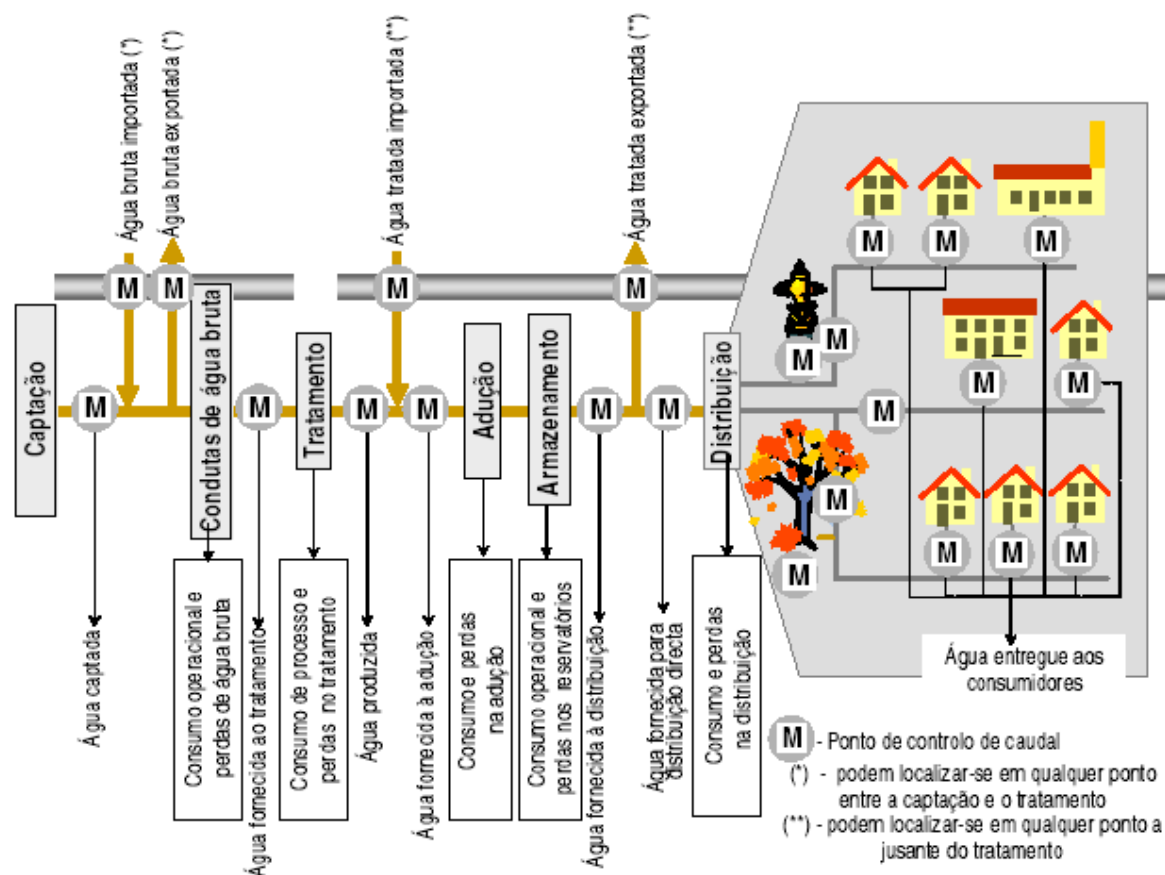 Água bruta importada (*)
Água bruta exportada (*)
Água tratada importada (**)
Água tratada exportada (**)
M
M
M
M
Captação
M
Condutas de água bruta
M
Tratamento
M
M
Adução
Armazenamento
M
M
Distribuição
M
M
M
M
M
M
M
M
M
M
M
M
M
M
Água captada
Consumo operacional e
perdas de água bruta
Água fornecida ao tratamento
Consumo de processo e
perdas no tratamento
Água produzida
Água fornecida à adução
Consumo e perdas
na adução
Consumo operacional e
perdas nos reservatórios
Água fornecida à distribuição
Água fornecida para
distribuição directa
Consumo e perdas
na distribuição
Água entregue aos
consumidores
M - Ponto de controlo de caudal
(*) - podem localizar-se em qualquer ponto
entre a captação e o tratamento
(**) - podem localizar-se em qualquer ponto a
jusante do tratamento